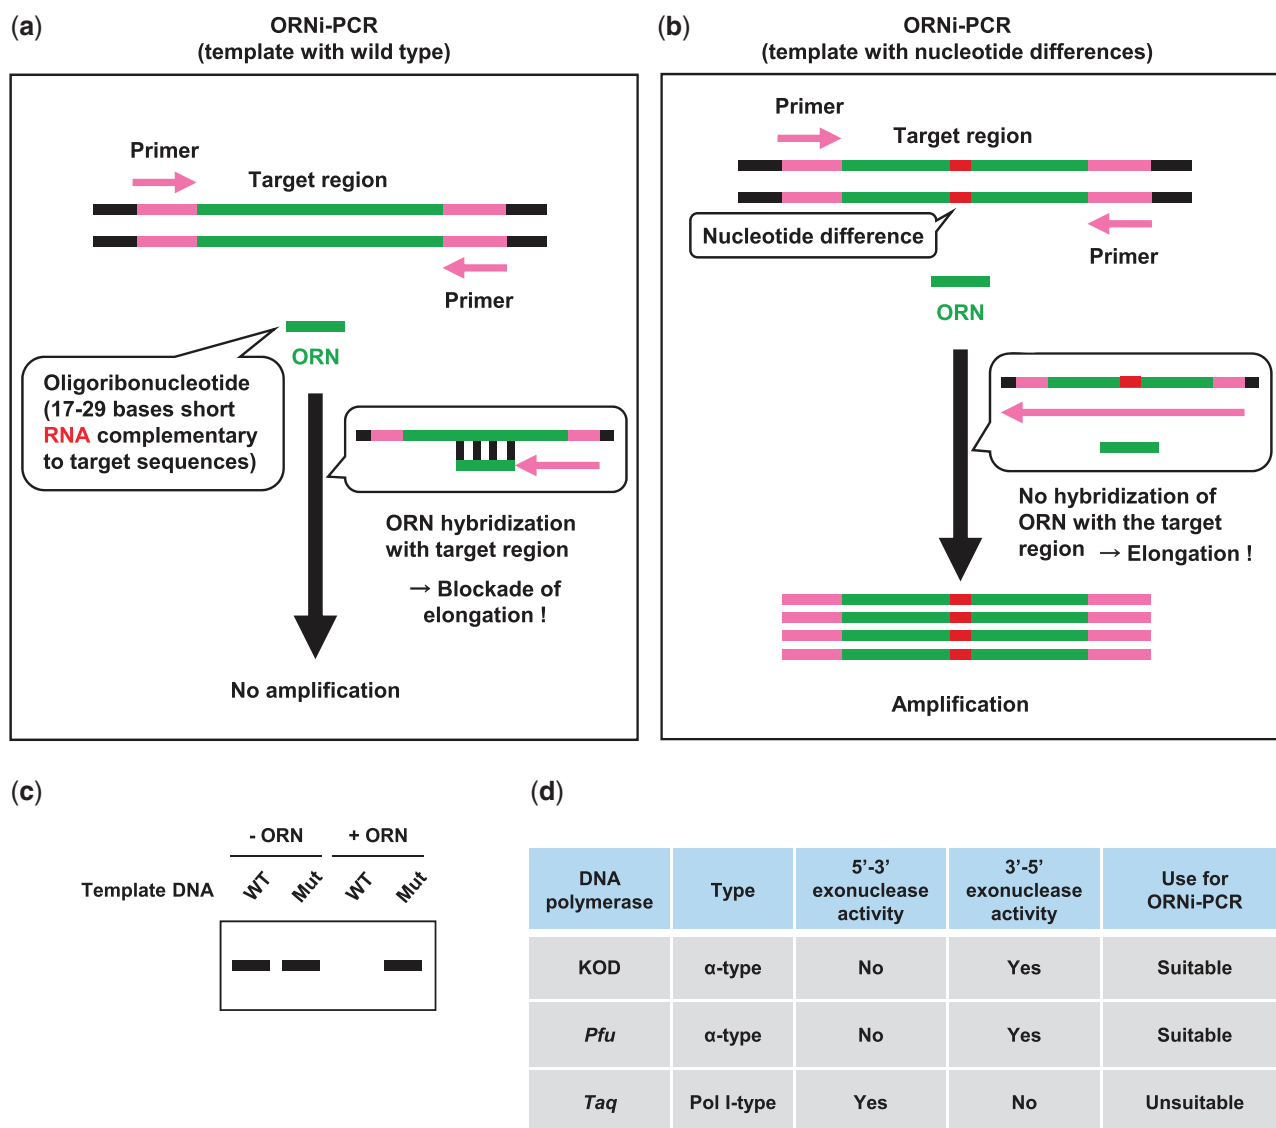 (a)
ORNi-PCR
(template with wild type)
Primer
Target region
Primer
ORN
Oligoribonucleotide
(17-29 bases short
RNA complementary
to target sequences)
ORN hybridization
with target region
→ Blockade of
elongation !
No amplification
(b)
ORNi-PCR
(template with nucleotide differences)
Primer
Target region
Nucleotide difference
Primer
ORN
No hybridization of
ORN with the target
region → Elongation !
Amplification
(c)
- ORN + ORN
Template DNA WT Mut WT Mut
(d)
DNA polymerase Type 5’-3’ exonuclease activity 3’-5’ exonuclease activity Use for ORNi-PCR
KOD α-type No Yes Suitable
Pfu α-type No Yes Suitable
Taq Pol I-type Yes No Unsuitable